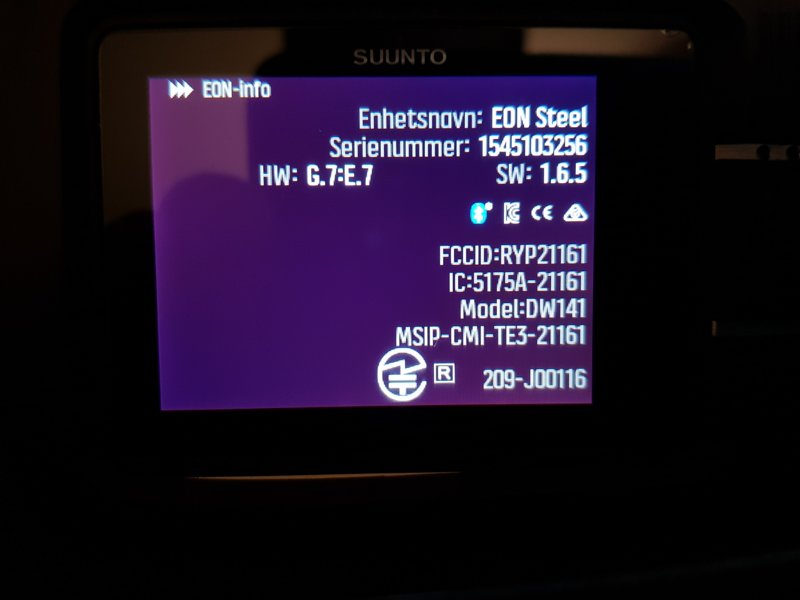 SUUNTO
EON-info
Enhetsnavn: EON Steel
Serienummer: 1545103256
HW: G.7:E.7 SW: 1.6.5
CE
FCCID:RYP21161
IC:5175A-21161
Model:DW141
MSIP-CMI-TE3-21161
R 209-J00116